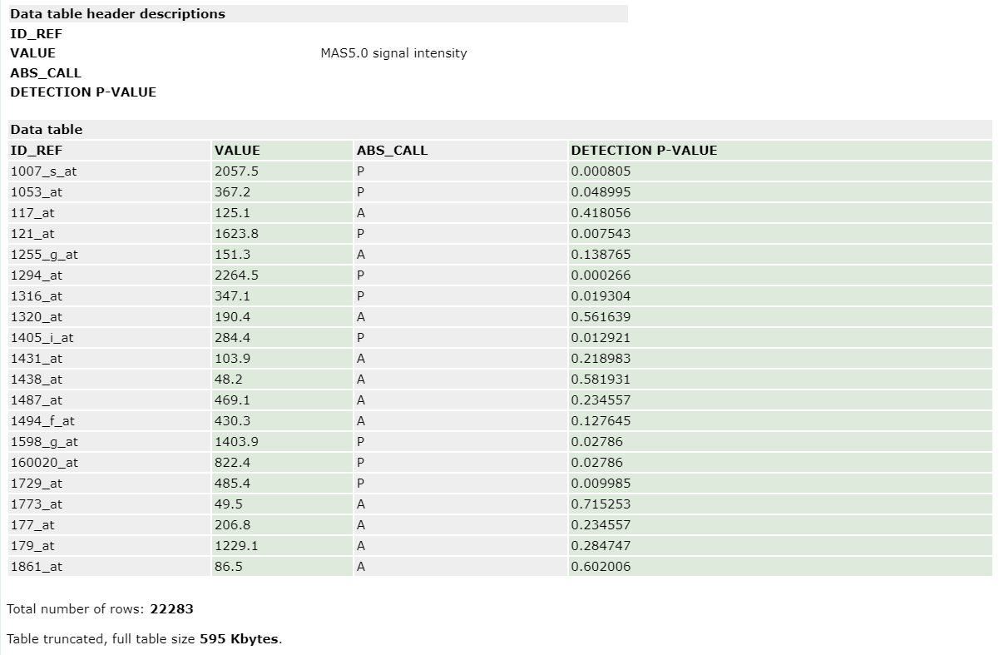 Data table header descriptions
ID_REF
VALUE MAS5.0 signal intensity
ABS_CALL
DETECTION P-VALUE
Data table
ID_REF VALUE ABS_CALL DETECTION P-VALUE
1007_s_at 2057.5 P 0.000805
1053_at 367.2 P 0.048995
117_at 125.1 A 0.418056
121_at 1623.8 P 0.007543
1255_g_at 151.3 A 0.138765
1294_at 2264.5 P 0.000266
1316_at 347.1 P 0.019304
1320_at 190.4 A 0.561639
1405_i_at 284.4 P 0.012921
1431_at 103.9 A 0.218983
1438_at 48.2 A 0.581931
1487_at 469.1 A 0.234557
1494_f_at 430.3 A 0.127645
1598_g_at 1403.9 P 0.02786
160020_at 822.4 P 0.02786
1729_at 485.4 P 0.009985
1773_at 49.5 A 0.715253
177_at 206.8 A 0.234557
179_at 1229.1 A 0.284747
1861_at 86.5 A 0.602006
Total number of rows: 22283
Table truncated, full table size 595 Kbytes.